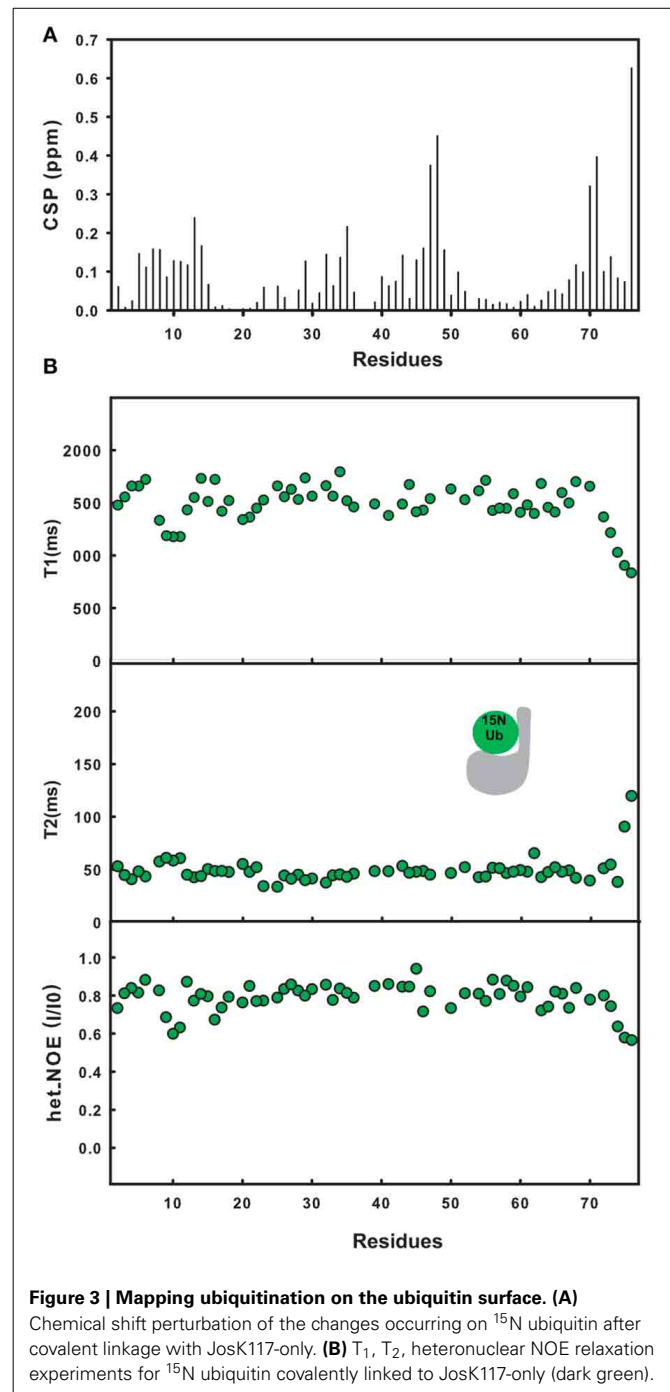 A
0.7
0.6
0.5
0.4
0.3
0.2
0.1
0.0
CSP (ppm)
10 20 30 40 50 60 70
Residues
B
2000
500
000
500
0
T1(ms)
200
150
100
50
0
T2(ms)
15N
Ub
1.0
0.8
0.6
0.4
0.2
0.0
het.NOE (I/I0)
10 20 30 40 50 60 70
Residues
Figure 3 | Mapping ubiquitination on the ubiquitin surface. (A)
Chemical shift perturbation of the changes occurring on ¹⁵N ubiquitin after
covalent linkage with JosK117-only. (B) T₁, T₂, heteronuclear NOE relaxation
experiments for ¹⁵N ubiquitin covalently linked to JosK117-only (dark green).